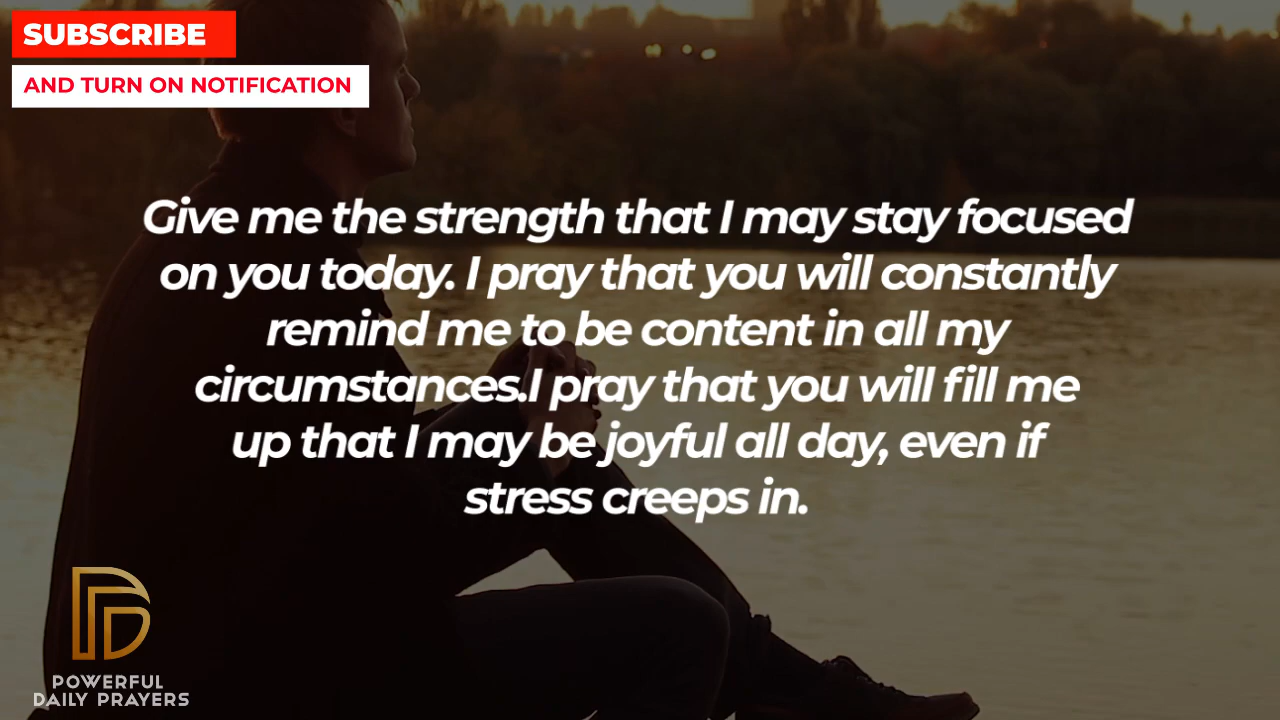 SUBSCRIBE
AND TURN ON NOTIFICATION
Give me the strength that I may stay focused
on you today. I pray that you will constantly
remind me to be content in all my
circumstances.I pray that you will fill me
up that I may be joyful all day, even if
stress creeps in.
POWERFUL
DAILY PRAYERS